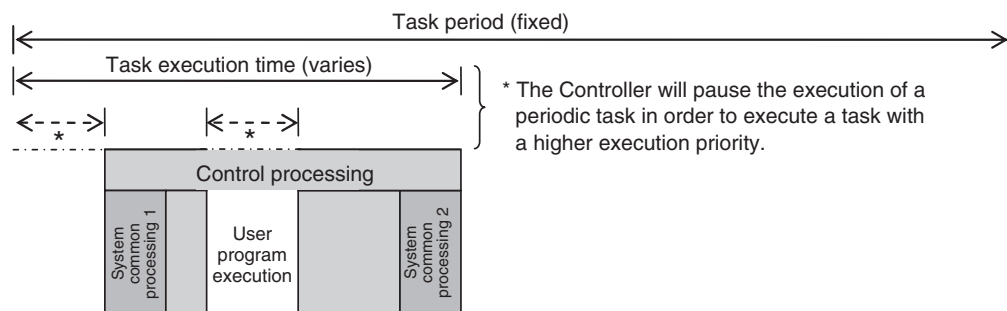 Task period (fixed)
Task execution time (varies)
* The Controller will pause the execution of a
periodic task in order to execute a task with
a higher execution priority.
*
*
Control processing
System
common
processing 1
User
program
execution
System
common
processing 2